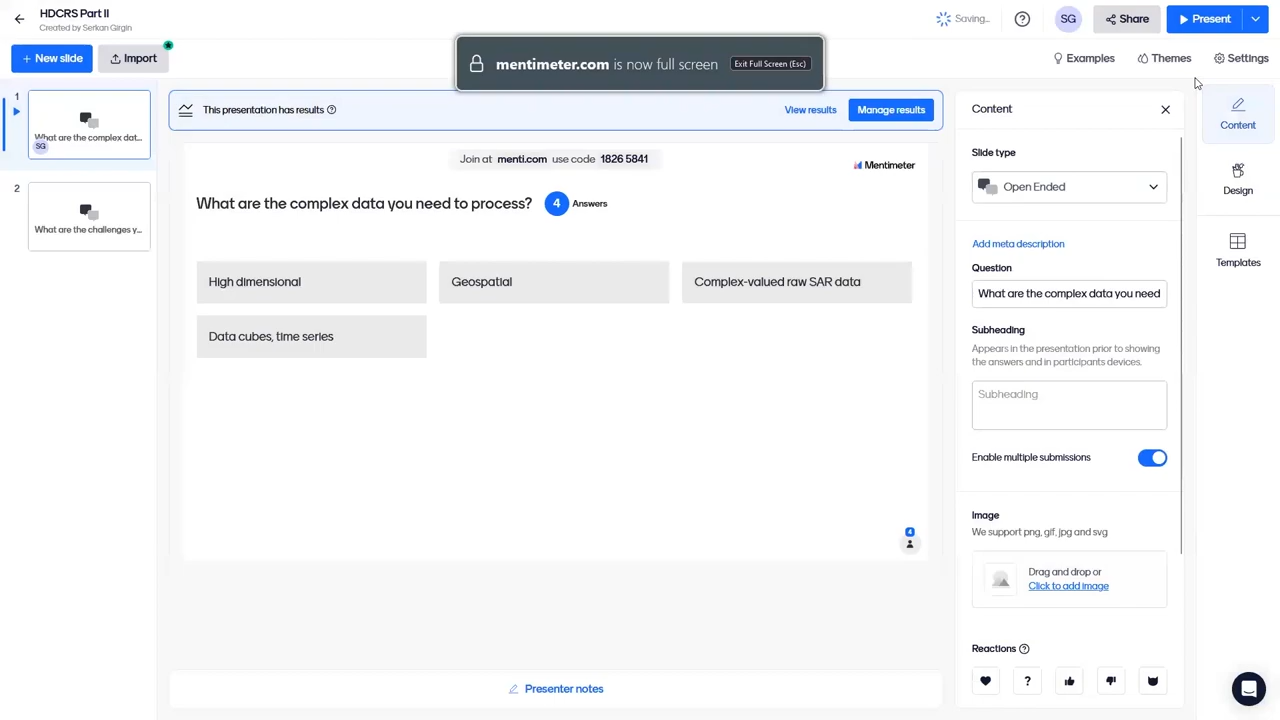 HDCRS Part II
Created by Serkan Girgin
Saving...
SG
Share
Present
+ New slide
Import
mentimeter.com is now full screen
Exit Full Screen (Esc)
Examples
Themes
Settings
1
What are the complex dat...
SG
2
What are the challenges y...
This presentation has results
View results
Manage results
Join at menti.com use code 1826 5841
Mentimeter
What are the complex data you need to process?
4 Answers
High dimensional
Geospatial
Complex-valued raw SAR data
Data cubes, time series
4
Presenter notes
Content
Slide type
Open Ended
Add meta description
Question
What are the complex data you need
Subheading
Appears in the presentation prior to showing
the answers and in participants devices.
Subheading
Enable multiple submissions
Image
We support png, gif, jpg and svg
Drag and drop or
Click to add image
Reactions
?
Content
Design
Templates